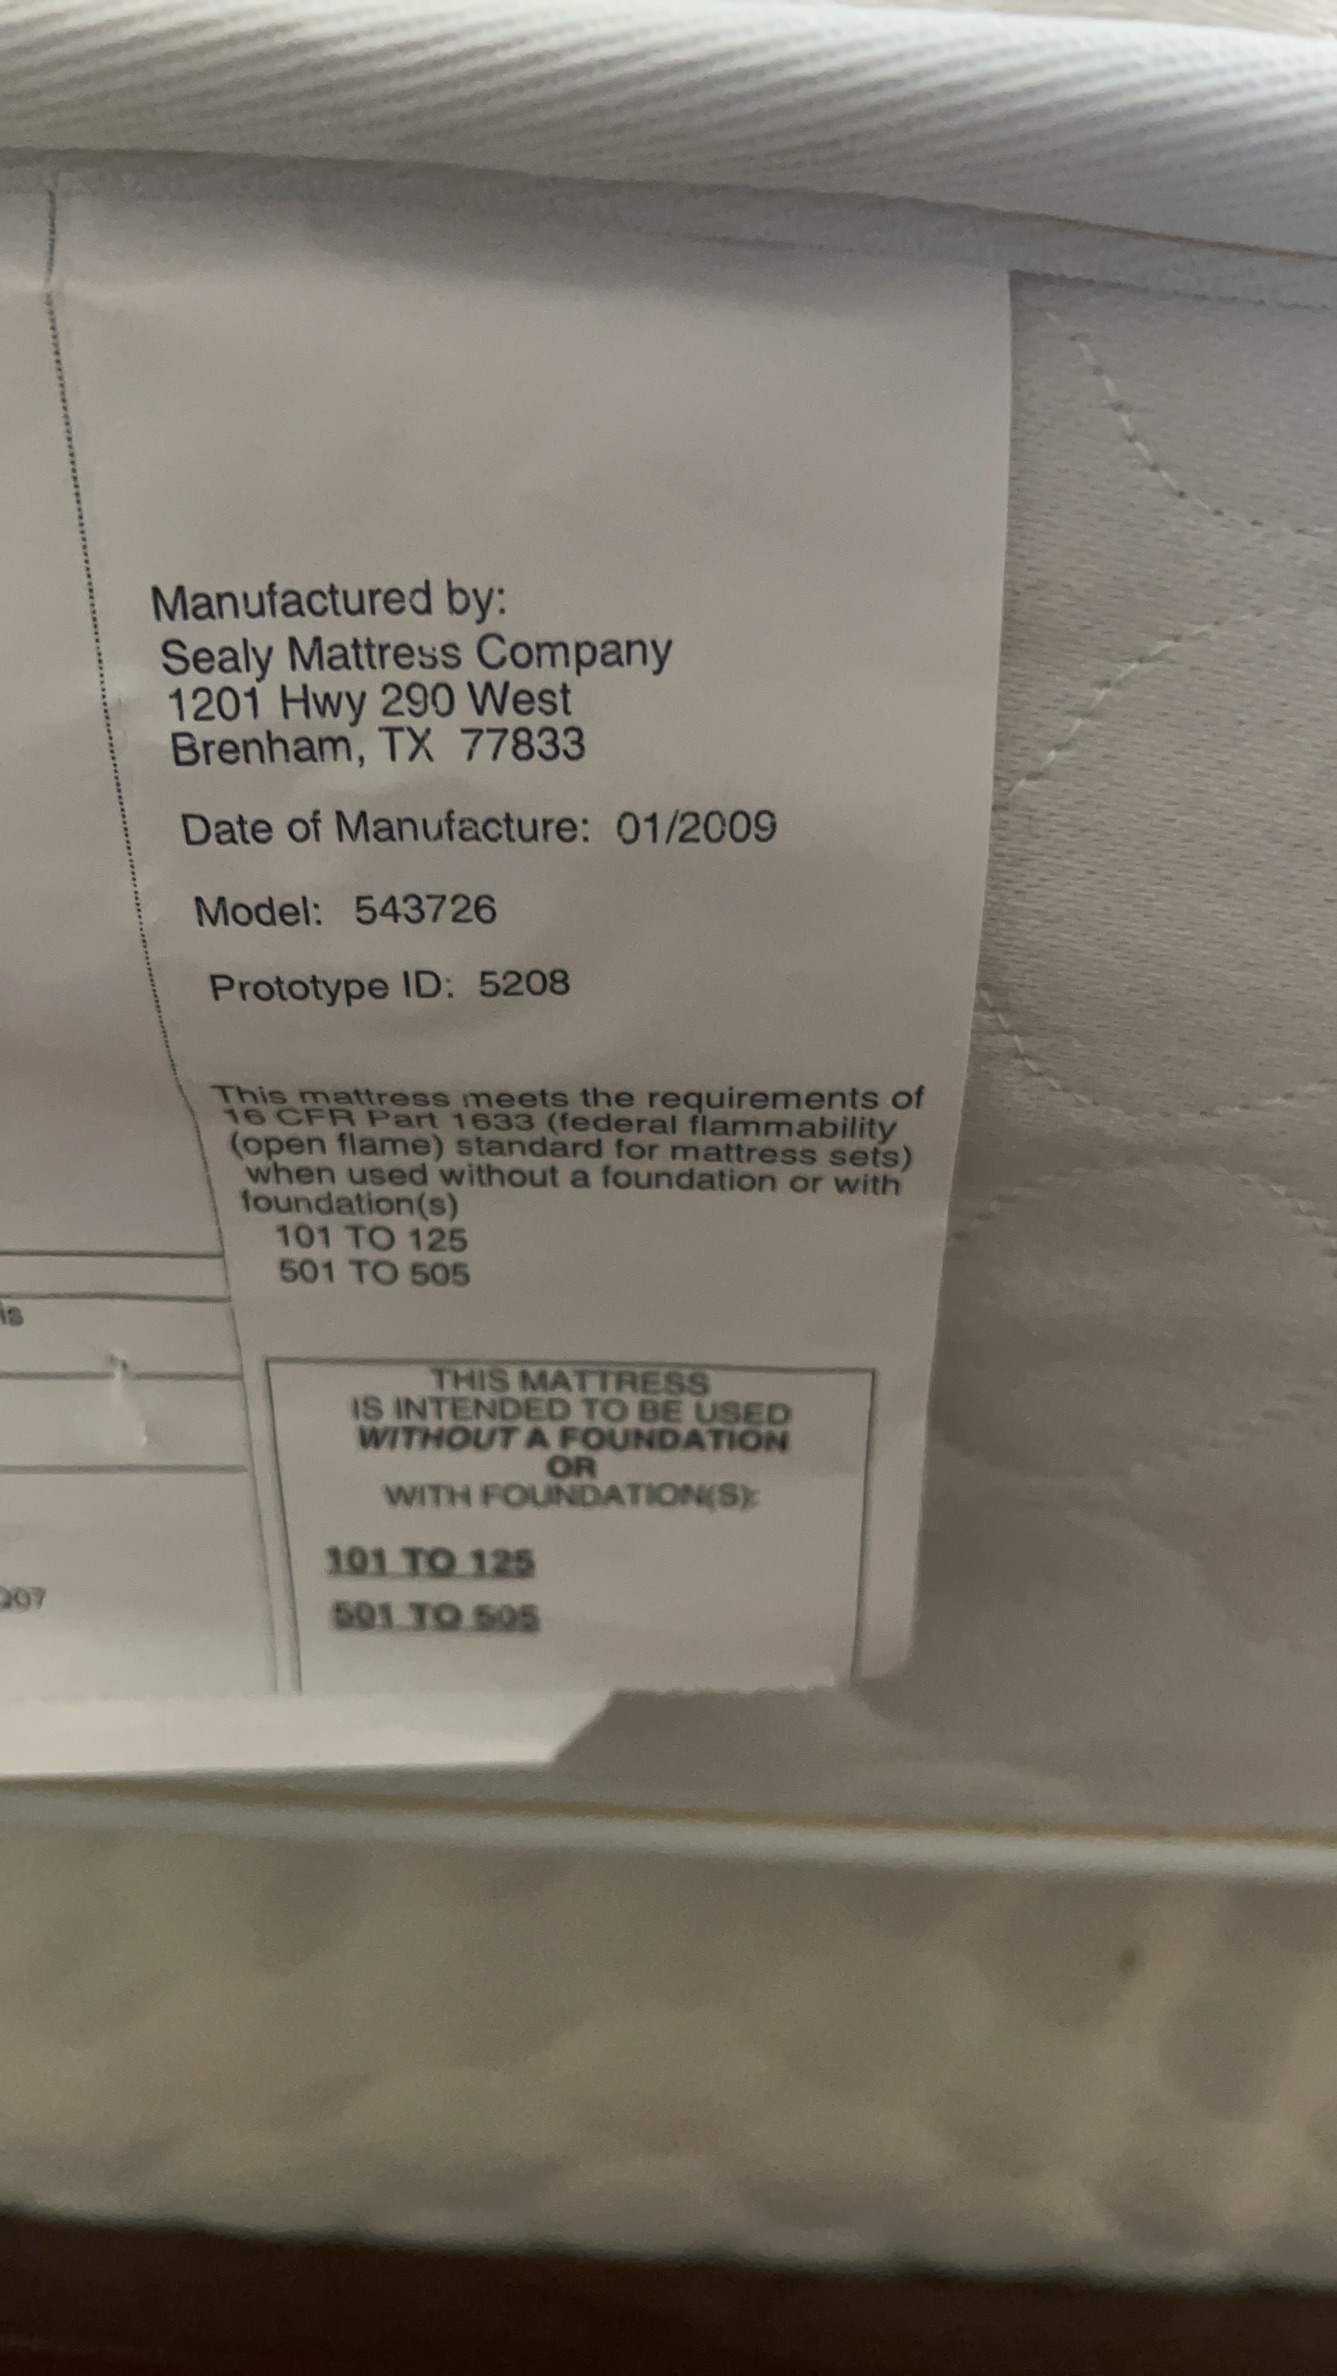 Manufactured by:
Sealy Mattress Company
1201 Hwy 290 West
Brenham, TX 77833
Date of Manufacture: 01/2009
Model: 543726
Prototype ID: 5208
This mattress meets the requirements of
16 CFR Part 1633 (federal flammability
(open flame) standard for mattress sets)
when used without a foundation or with
foundation(s)
101 TO 125
501 TO 505
is
THIS MATTRESS
IS INTENDED TO BE USED
WITHOUT A FOUNDATION
OR
WITH FOUNDATION(S):
101 TO 125
501 TO 505